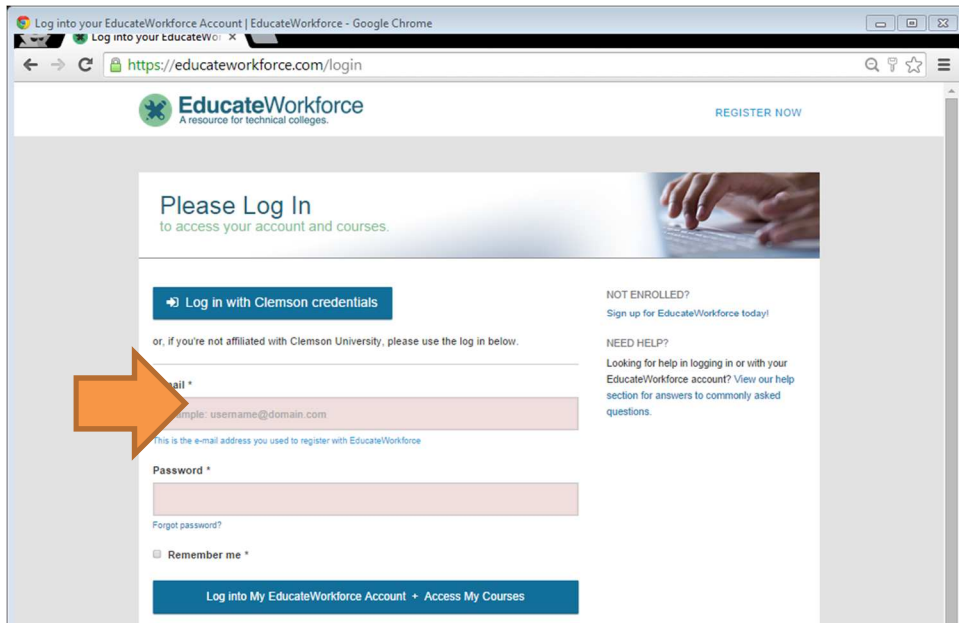 Log into your EducateWorkforce Account | EducateWorkforce - Google Chrome
Log into your EducateWor ×
https://educateworkforce.com/login
EducateWorkforce
A resource for technical colleges.
REGISTER NOW
Please Log In
to access your account and courses.
Log in with Clemson credentials
or, if you're not affiliated with Clemson University, please use the log in below.
mail *
mple: username@domain.com
This is the e-mail address you used to register with EducateWorkforce
Password *
Forgot password?
Remember me *
Log into My EducateWorkforce Account + Access My Courses
NOT ENROLLED?
Sign up for EducateWorkforce today!
NEED HELP?
Looking for help in logging in or with your
EducateWorkforce account? View our help
section for answers to commonly asked
questions.